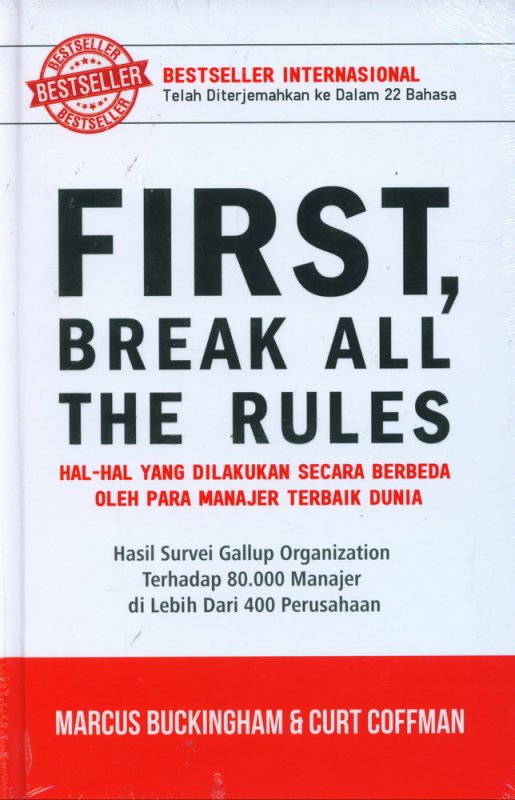 BESTSELLER
BESTSELLER
BESTSELLER
BESTSELLER INTERNASIONAL
Telah Diterjemahkan ke Dalam 22 Bahasa
FIRST,
BREAK ALL
THE RULES
HAL-HAL YANG DILAKUKAN SECARA BERBEDA
OLEH PARA MANAJER TERBAIK DUNIA
Hasil Survei Gallup Organization
Terhadap 80.000 Manajer
di Lebih Dari 400 Perusahaan
MARCUS BUCKINGHAM & CURT COFFMAN